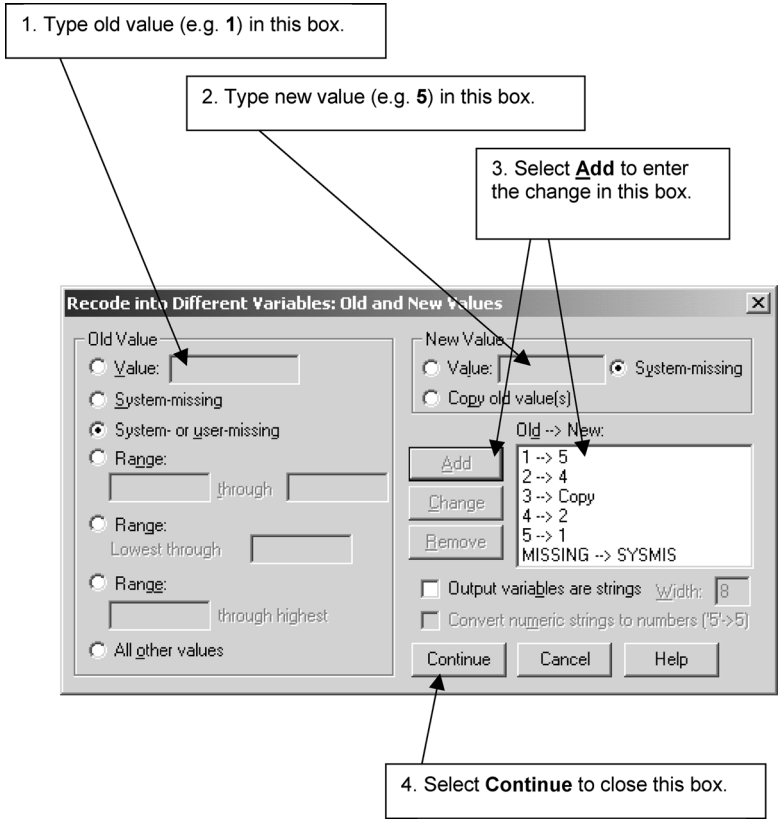 1. Type old value (e.g. 1) in this box.
2. Type new value (e.g. 5) in this box.
3. Select Add to enter
the change in this box.
Recode into Different Variables: Old and New Values
Old Value
Value:
System-missing
System- or user-missing
Range:
through
Range:
Lowest through
Range:
through highest
All other values
New Value
Value: System-missing
Copy old value(s)
Old --> New:
Add
Change
Remove
1 --> 5
2 --> 4
3 --> Copy
4 --> 2
5 --> 1
MISSING --> SYSMIS
Output variables are strings Width: 8
Convert numeric strings to numbers ('5'->5)
Continue Cancel Help
4. Select Continue to close this box.